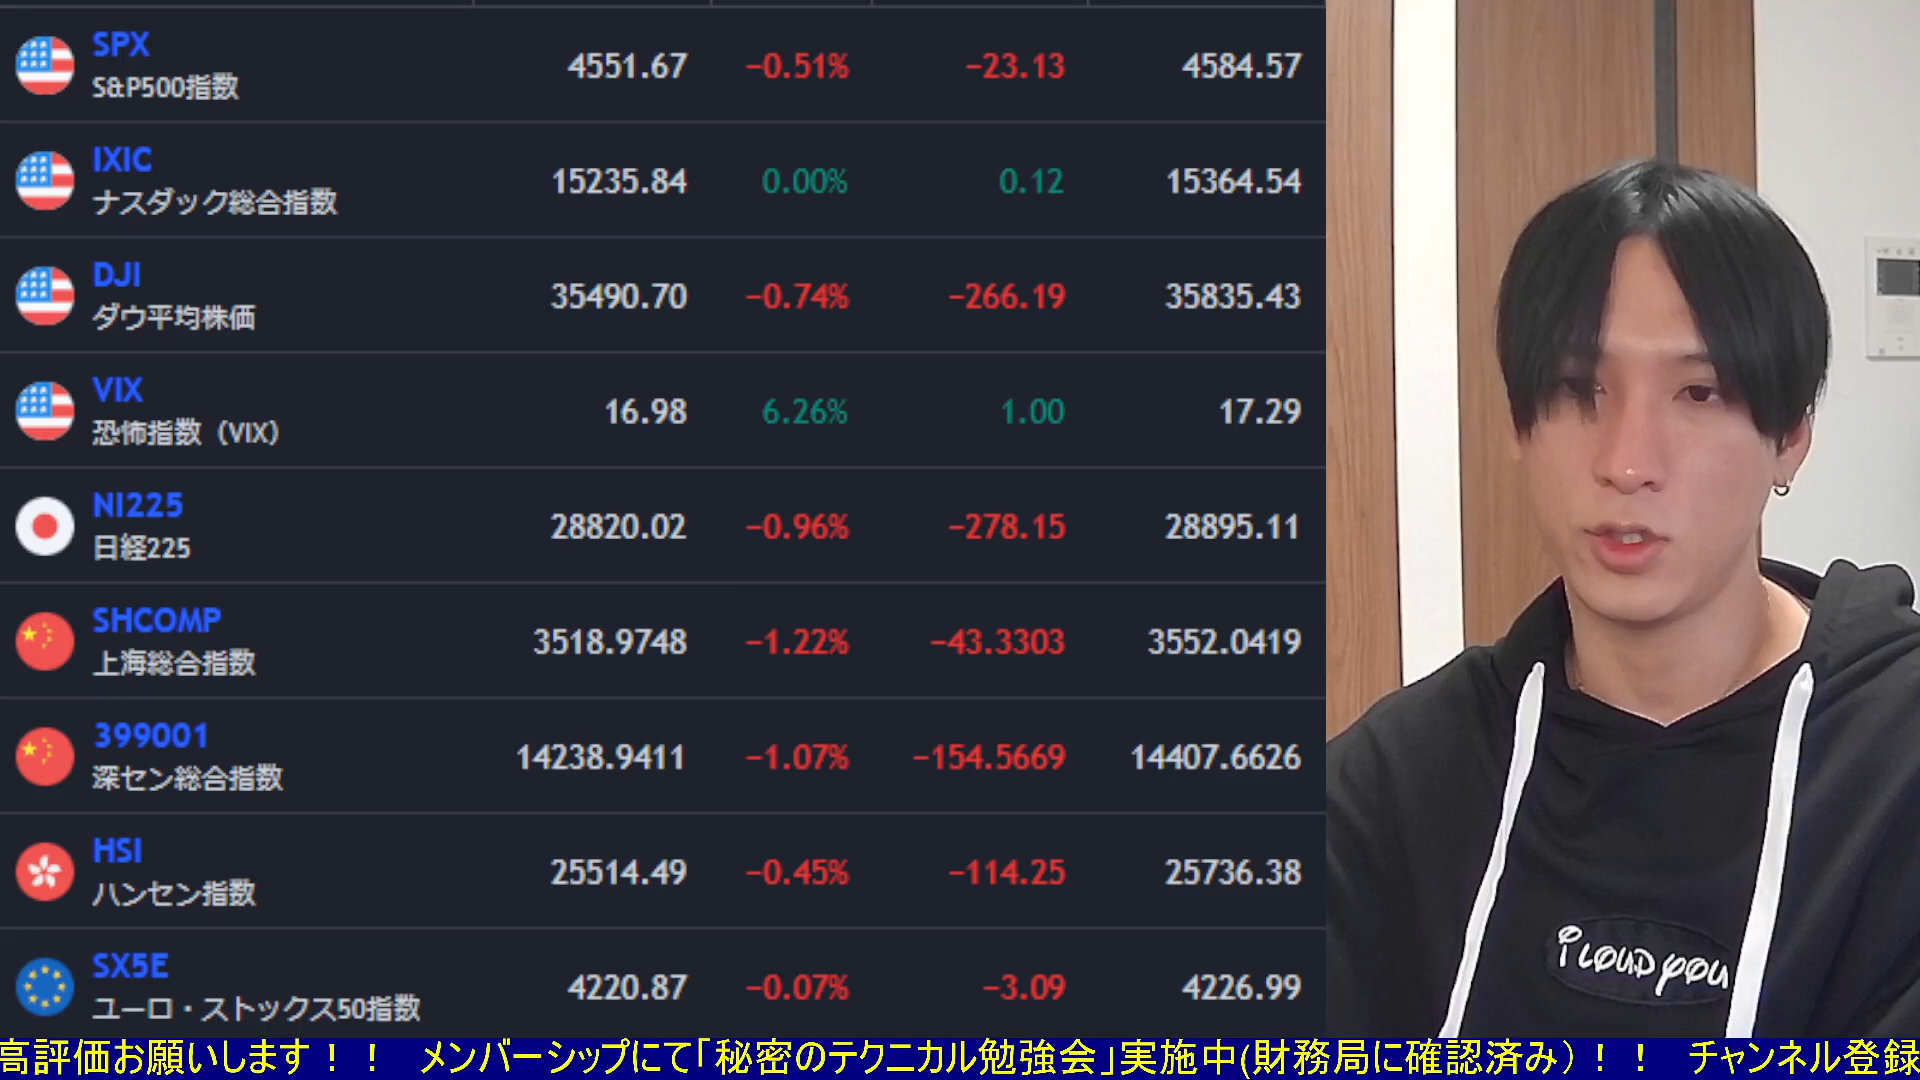 SPX
S&P500指数
4551.67 −0.51% −23.13 4584.57
IXIC
ナスダック総合指数
15235.84 0.00% 0.12 15364.54
DJI
ダウ平均株価
35490.70 −0.74% −266.19 35835.43
VIX
恐怖指数（VIX）
16.98 6.26% 1.00 17.29
NI225
日経225
28820.02 −0.96% −278.15 28895.11
SHCOMP
上海総合指数
3518.9748 −1.22% −43.3303 3552.0419
399001
深セン総合指数
14238.9411 −1.07% −154.5669 14407.6626
HSI
ハンセン指数
25514.49 −0.45% −114.25 25736.38
SX5E
ユーロ・ストックス50指数
4220.87 −0.07% −3.09 4226.99
i LOUD you
高評価お願いします！！　メンバーシップにて「秘密のテクニカル勉強会」実施中(財務局に確認済み）！！　チャンネル登録